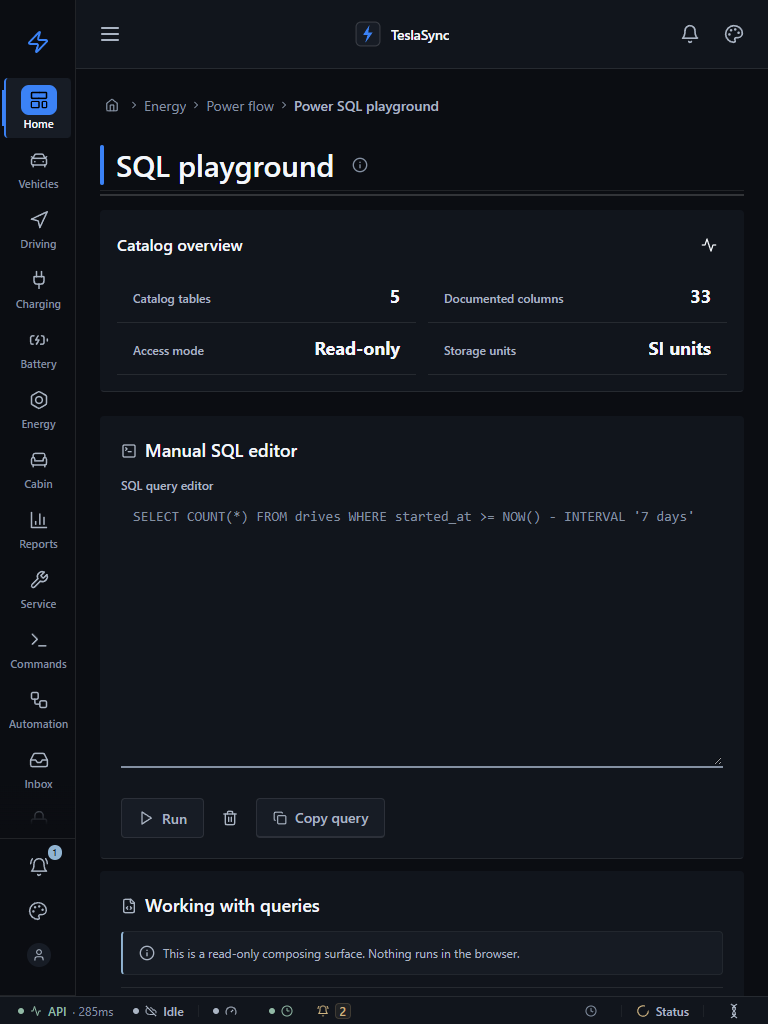 TeslaSync
Home
Vehicles
Driving
Charging
Battery
Energy
Cabin
Reports
Service
Commands
Automation
Inbox
1
Energy > Power flow > Power SQL playground
SQL playground
Catalog overview
Catalog tables 5
Documented columns 33
Access mode Read-only
Storage units SI units
Manual SQL editor
SQL query editor
SELECT COUNT(*) FROM drives WHERE started_at >= NOW() - INTERVAL '7 days'
Run
Copy query
Working with queries
This is a read-only composing surface. Nothing runs in the browser.
API · 285ms
Idle
2
Status